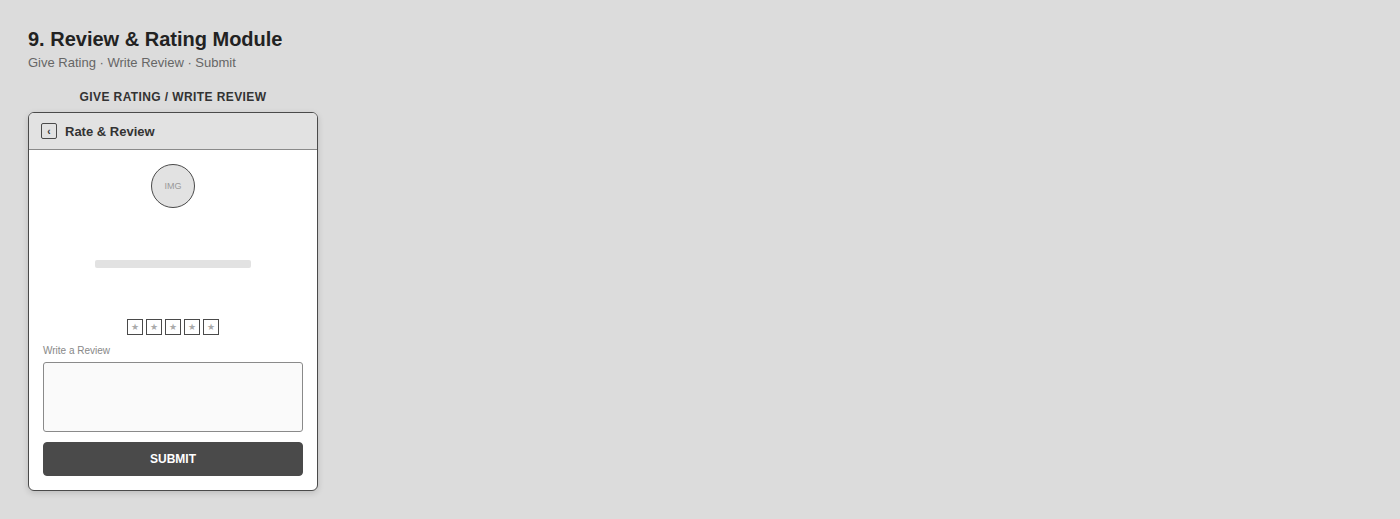 9. Review & Rating Module
Give Rating · Write Review · Submit
GIVE RATING / WRITE REVIEW
‹ Rate & Review
IMG
★ ★ ★ ★ ★
Write a Review
SUBMIT